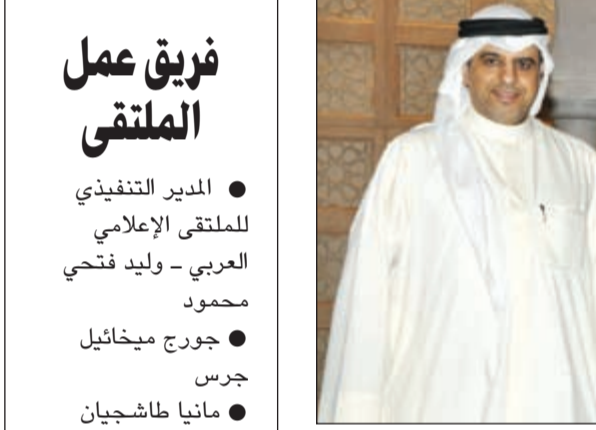 فريق عمل
الملتقى
● المدير التنفيذي
للملتقى الإعلامي
العربي – وليد فتحي
محمود
● جورج ميخائيل
جرس
● مانيا طاشجيان